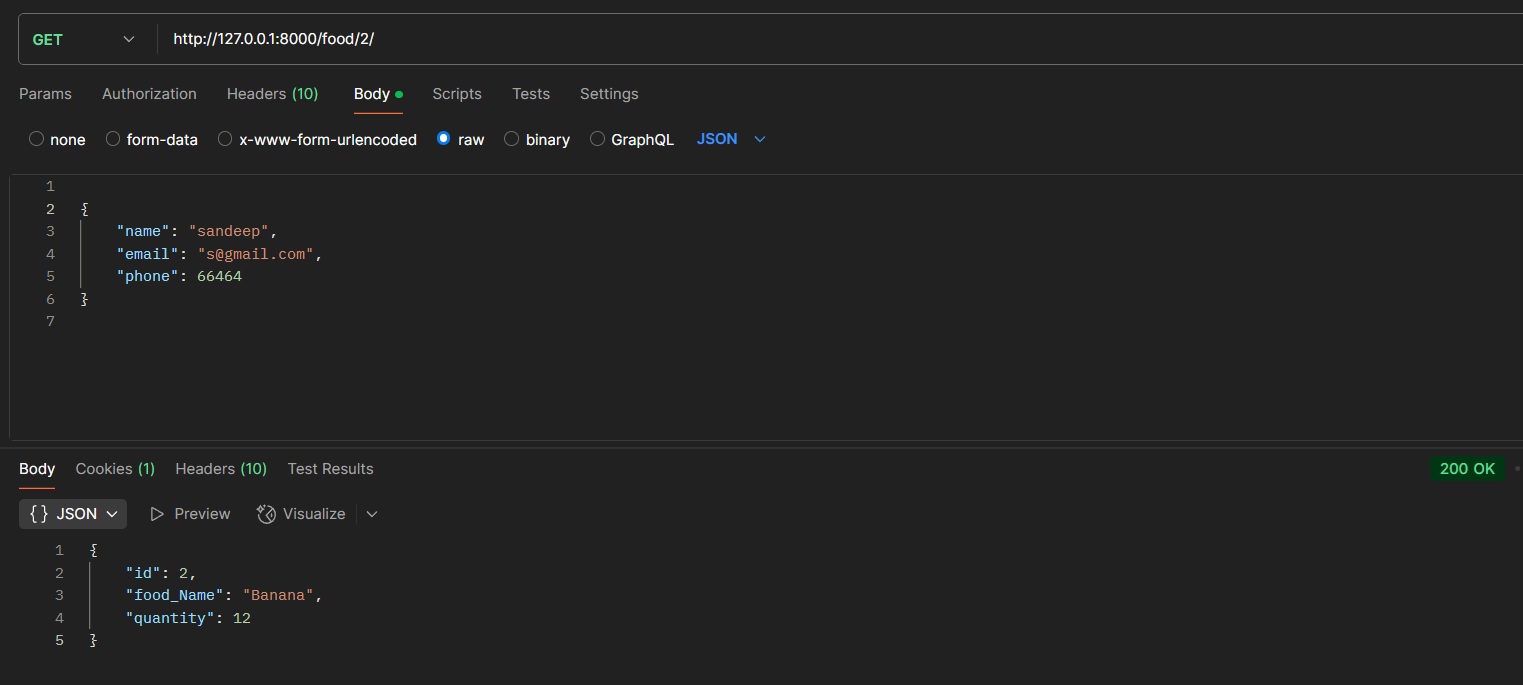 GET http://127.0.0.1:8000/food/2/
Params Authorization Headers (10) Body Scripts Tests Settings
none form-data x-www-form-urlencoded raw binary GraphQL JSON
1
2 {
3 "name": "sandeep",
4 "email": "s@gmail.com",
5 "phone": 66464
6 }
7
Body Cookies (1) Headers (10) Test Results 200 OK
{} JSON Preview Visualize
1 {
2 "id": 2,
3 "food_Name": "Banana",
4 "quantity": 12
5 }